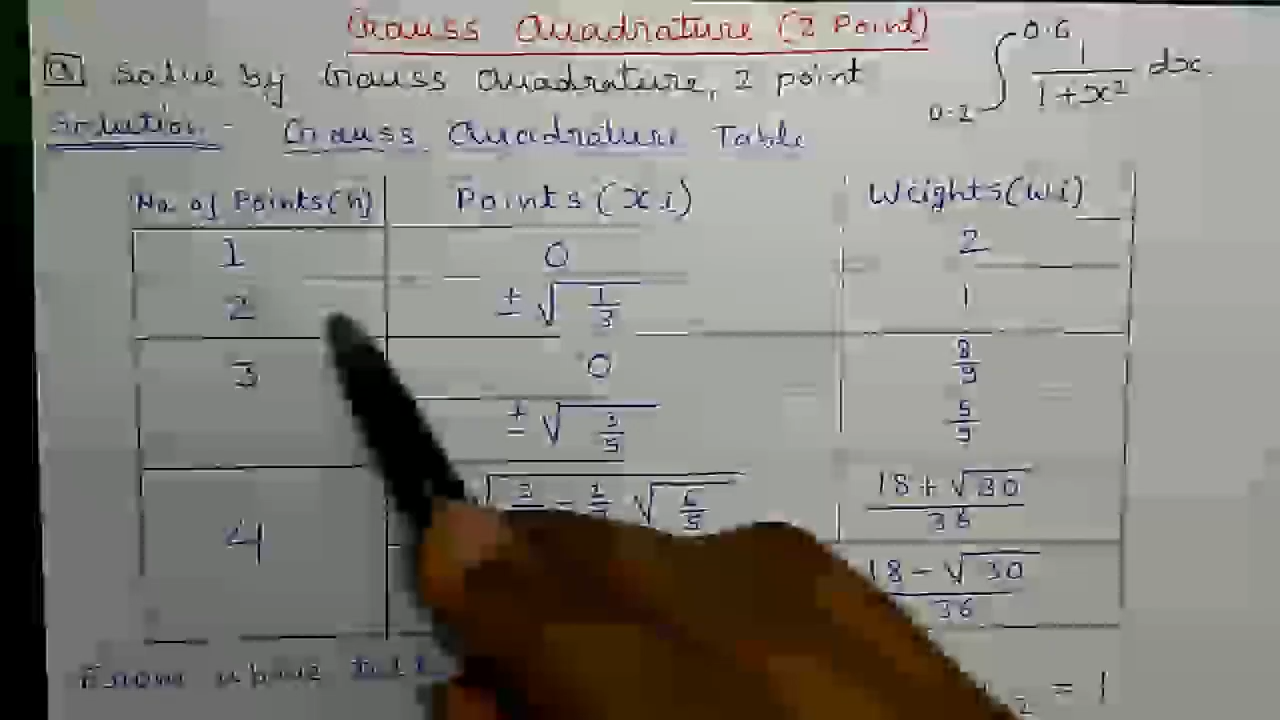 Gauss Quadrature (2 Point)
Q Solve by Gauss Quadrature, 2 point ∫ 0.2 0.6 1/(1+x²) dx.
Solution:- Gauss Quadrature Table
No. of Points(n) Points(xi) Weights(wi)
1 0 2
2 ± √(1/3) 1
3 0 8/9
± √(3/5) 5/9
4 18+√30/36
18-√30/36
From above
2 = 1